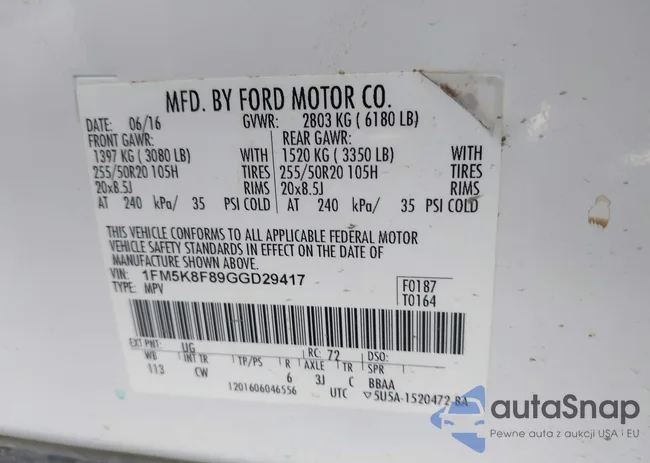 MFD. BY FORD MOTOR CO.
DATE: 06/16 GVWR: 2803 KG ( 6180 LB)
FRONT GAWR: REAR GAWR:
1397 KG ( 3080 LB) WITH 1520 KG ( 3350 LB) WITH
255/50R20 105H TIRES 255/50R20 105H TIRES
20x8.5J RIMS 20x8.5J RIMS
AT 240 kPa/ 35 PSI COLD AT 240 kPa/ 35 PSI COLD
THIS VEHICLE CONFORMS TO ALL APPLICABLE FEDERAL MOTOR
VEHICLE SAFETY STANDARDS IN EFFECT ON THE DATE OF
MANUFACTURE SHOWN ABOVE.
VIN: 1FM5K8F89GGD29417 F0187
TYPE: MPV T0164
EXT PNT: UG RC: 72 DSO:
WB INT TR TP/PS R AXLE TR SPR
113 CW 6 3J C BBAA
1201606046556 UTC ▽5U5A-1520472-BA
autaSnap
Pewne auta z aukcji USA i EU